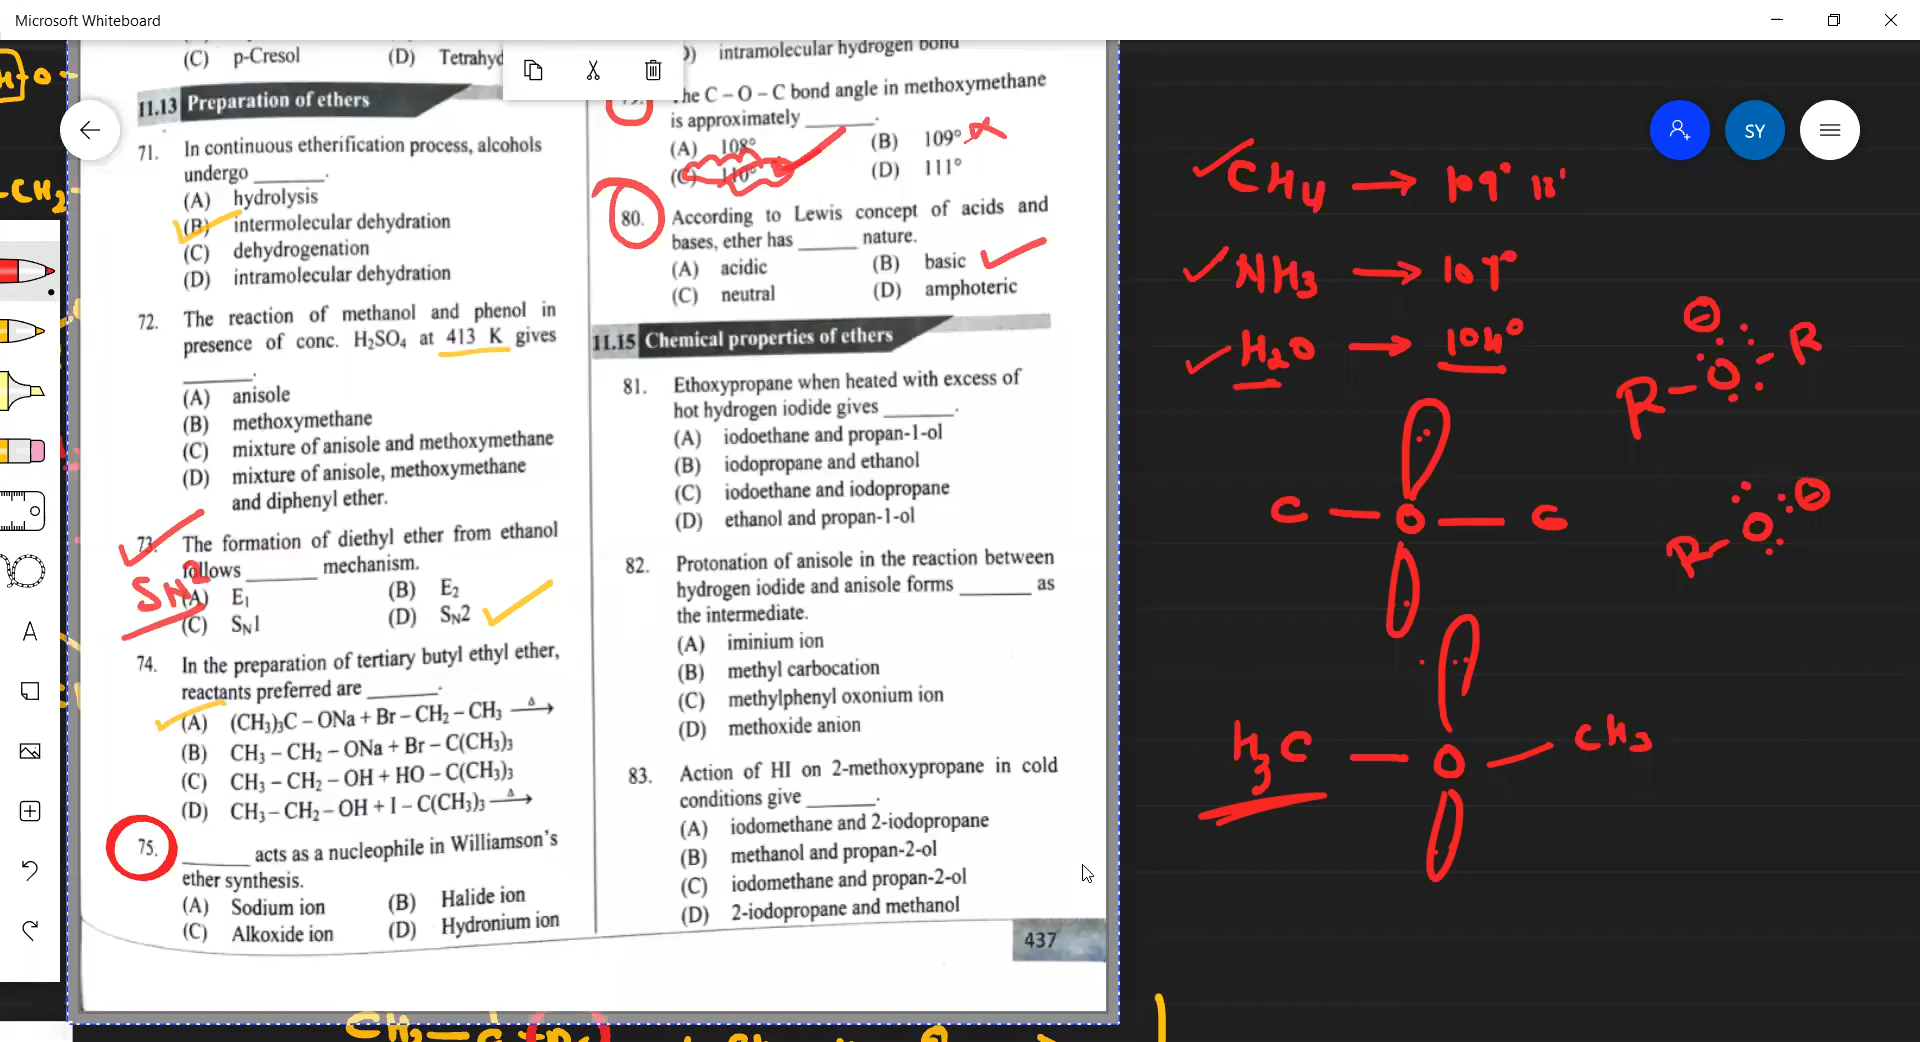 Microsoft Whiteboard
(C) p-Cresol (D) Tetrahyd
11.13 Preparation of ethers
71. In continuous etherification process, alcohols
undergo ______.
(A) hydrolysis
(B) intermolecular dehydration
(C) dehydrogenation
(D) intramolecular dehydration
72. The reaction of methanol and phenol in
presence of conc. H₂SO₄ at 413 K gives
______.
(A) anisole
(B) methoxymethane
(C) mixture of anisole and methoxymethane
(D) mixture of anisole, methoxymethane
and diphenyl ether.
73. The formation of diethyl ether from ethanol
follows ______ mechanism.
SN2
(A) E₁ (B) E₂
(C) SN1 (D) SN2
74. In the preparation of tertiary butyl ethyl ether,
reactants preferred are ______.
(A) (CH₃)₃C – ONa + Br – CH₂ – CH₃ —Δ→
(B) CH₃ – CH₂ – ONa + Br – C(CH₃)₃
(C) CH₃ – CH₂ – OH + HO – C(CH₃)₃
(D) CH₃ – CH₂ – OH + I – C(CH₃)₃ —Δ→
75. ______ acts as a nucleophile in Williamson's
ether synthesis.
(A) Sodium ion (B) Halide ion
(C) Alkoxide ion (D) Hydronium ion
D) intramolecular hydrogen bond
79. The C – O – C bond angle in methoxymethane
is approximately ______.
(A) 108° (B) 109°
(C) 110° (D) 111°
80. According to Lewis concept of acids and
bases, ether has ______ nature.
(A) acidic (B) basic
(C) neutral (D) amphoteric
11.15 Chemical properties of ethers
81. Ethoxypropane when heated with excess of
hot hydrogen iodide gives ______.
(A) iodoethane and propan-1-ol
(B) iodopropane and ethanol
(C) iodoethane and iodopropane
(D) ethanol and propan-1-ol
82. Protonation of anisole in the reaction between
hydrogen iodide and anisole forms ______ as
the intermediate.
(A) iminium ion
(B) methyl carbocation
(C) methylphenyl oxonium ion
(D) methoxide anion
83. Action of HI on 2-methoxypropane in cold
conditions give ______.
(A) iodomethane and 2-iodopropane
(B) methanol and propan-2-ol
(C) iodomethane and propan-2-ol
(D) 2-iodopropane and methanol
437
SY
CH4 → 109°
NH3 → 107°
H2O → 104°
R – O – R
C – O – C
R – O
H3C – O – CH3
-CH2
A